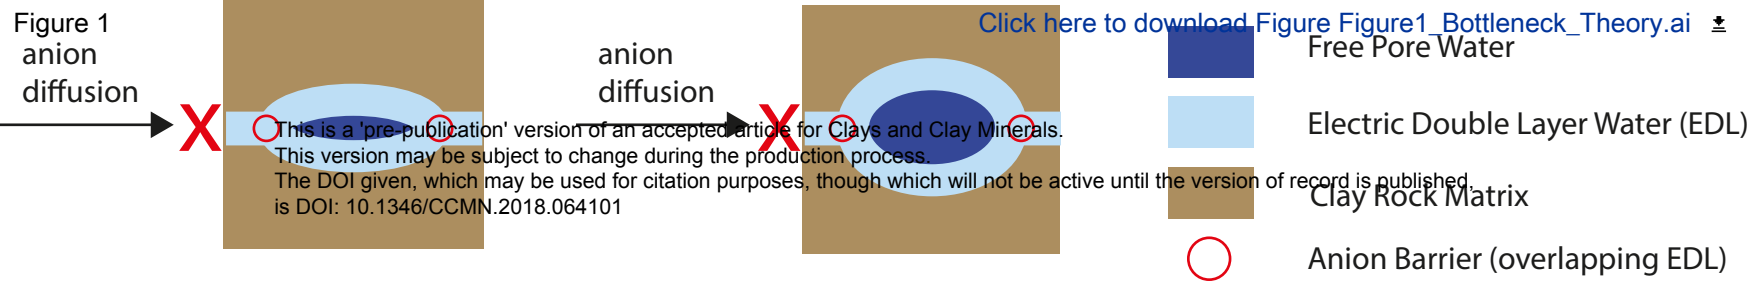 Figure 1
Click here to download Figure Figure1_Bottleneck_Theory.ai
anion
diffusion
X
anion
diffusion
X
Free Pore Water
Electric Double Layer Water (EDL)
Clay Rock Matrix
Anion Barrier (overlapping EDL)
This is a 'pre-publication' version of an accepted article for Clays and Clay Minerals.
This version may be subject to change during the production process.
The DOI given, which may be used for citation purposes, though which will not be active until the version of record is published,
is DOI: 10.1346/CCMN.2018.064101